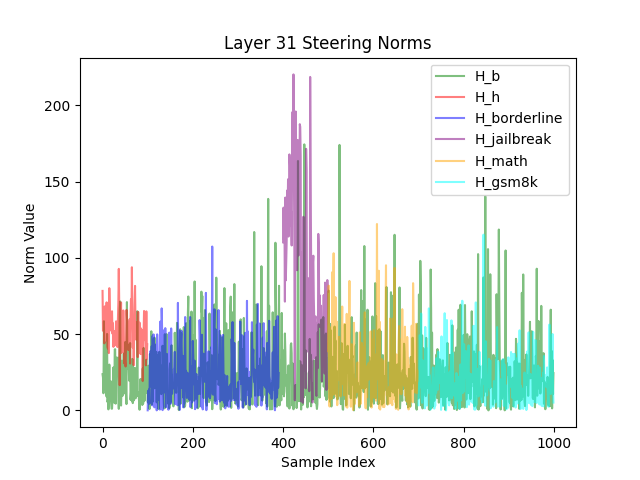 Layer 31 Steering Norms
Norm Value
200
150
100
50
0
H_b
H_h
H_borderline
H_jailbreak
H_math
H_gsm8k
0
200
400
600
800
1000
Sample Index